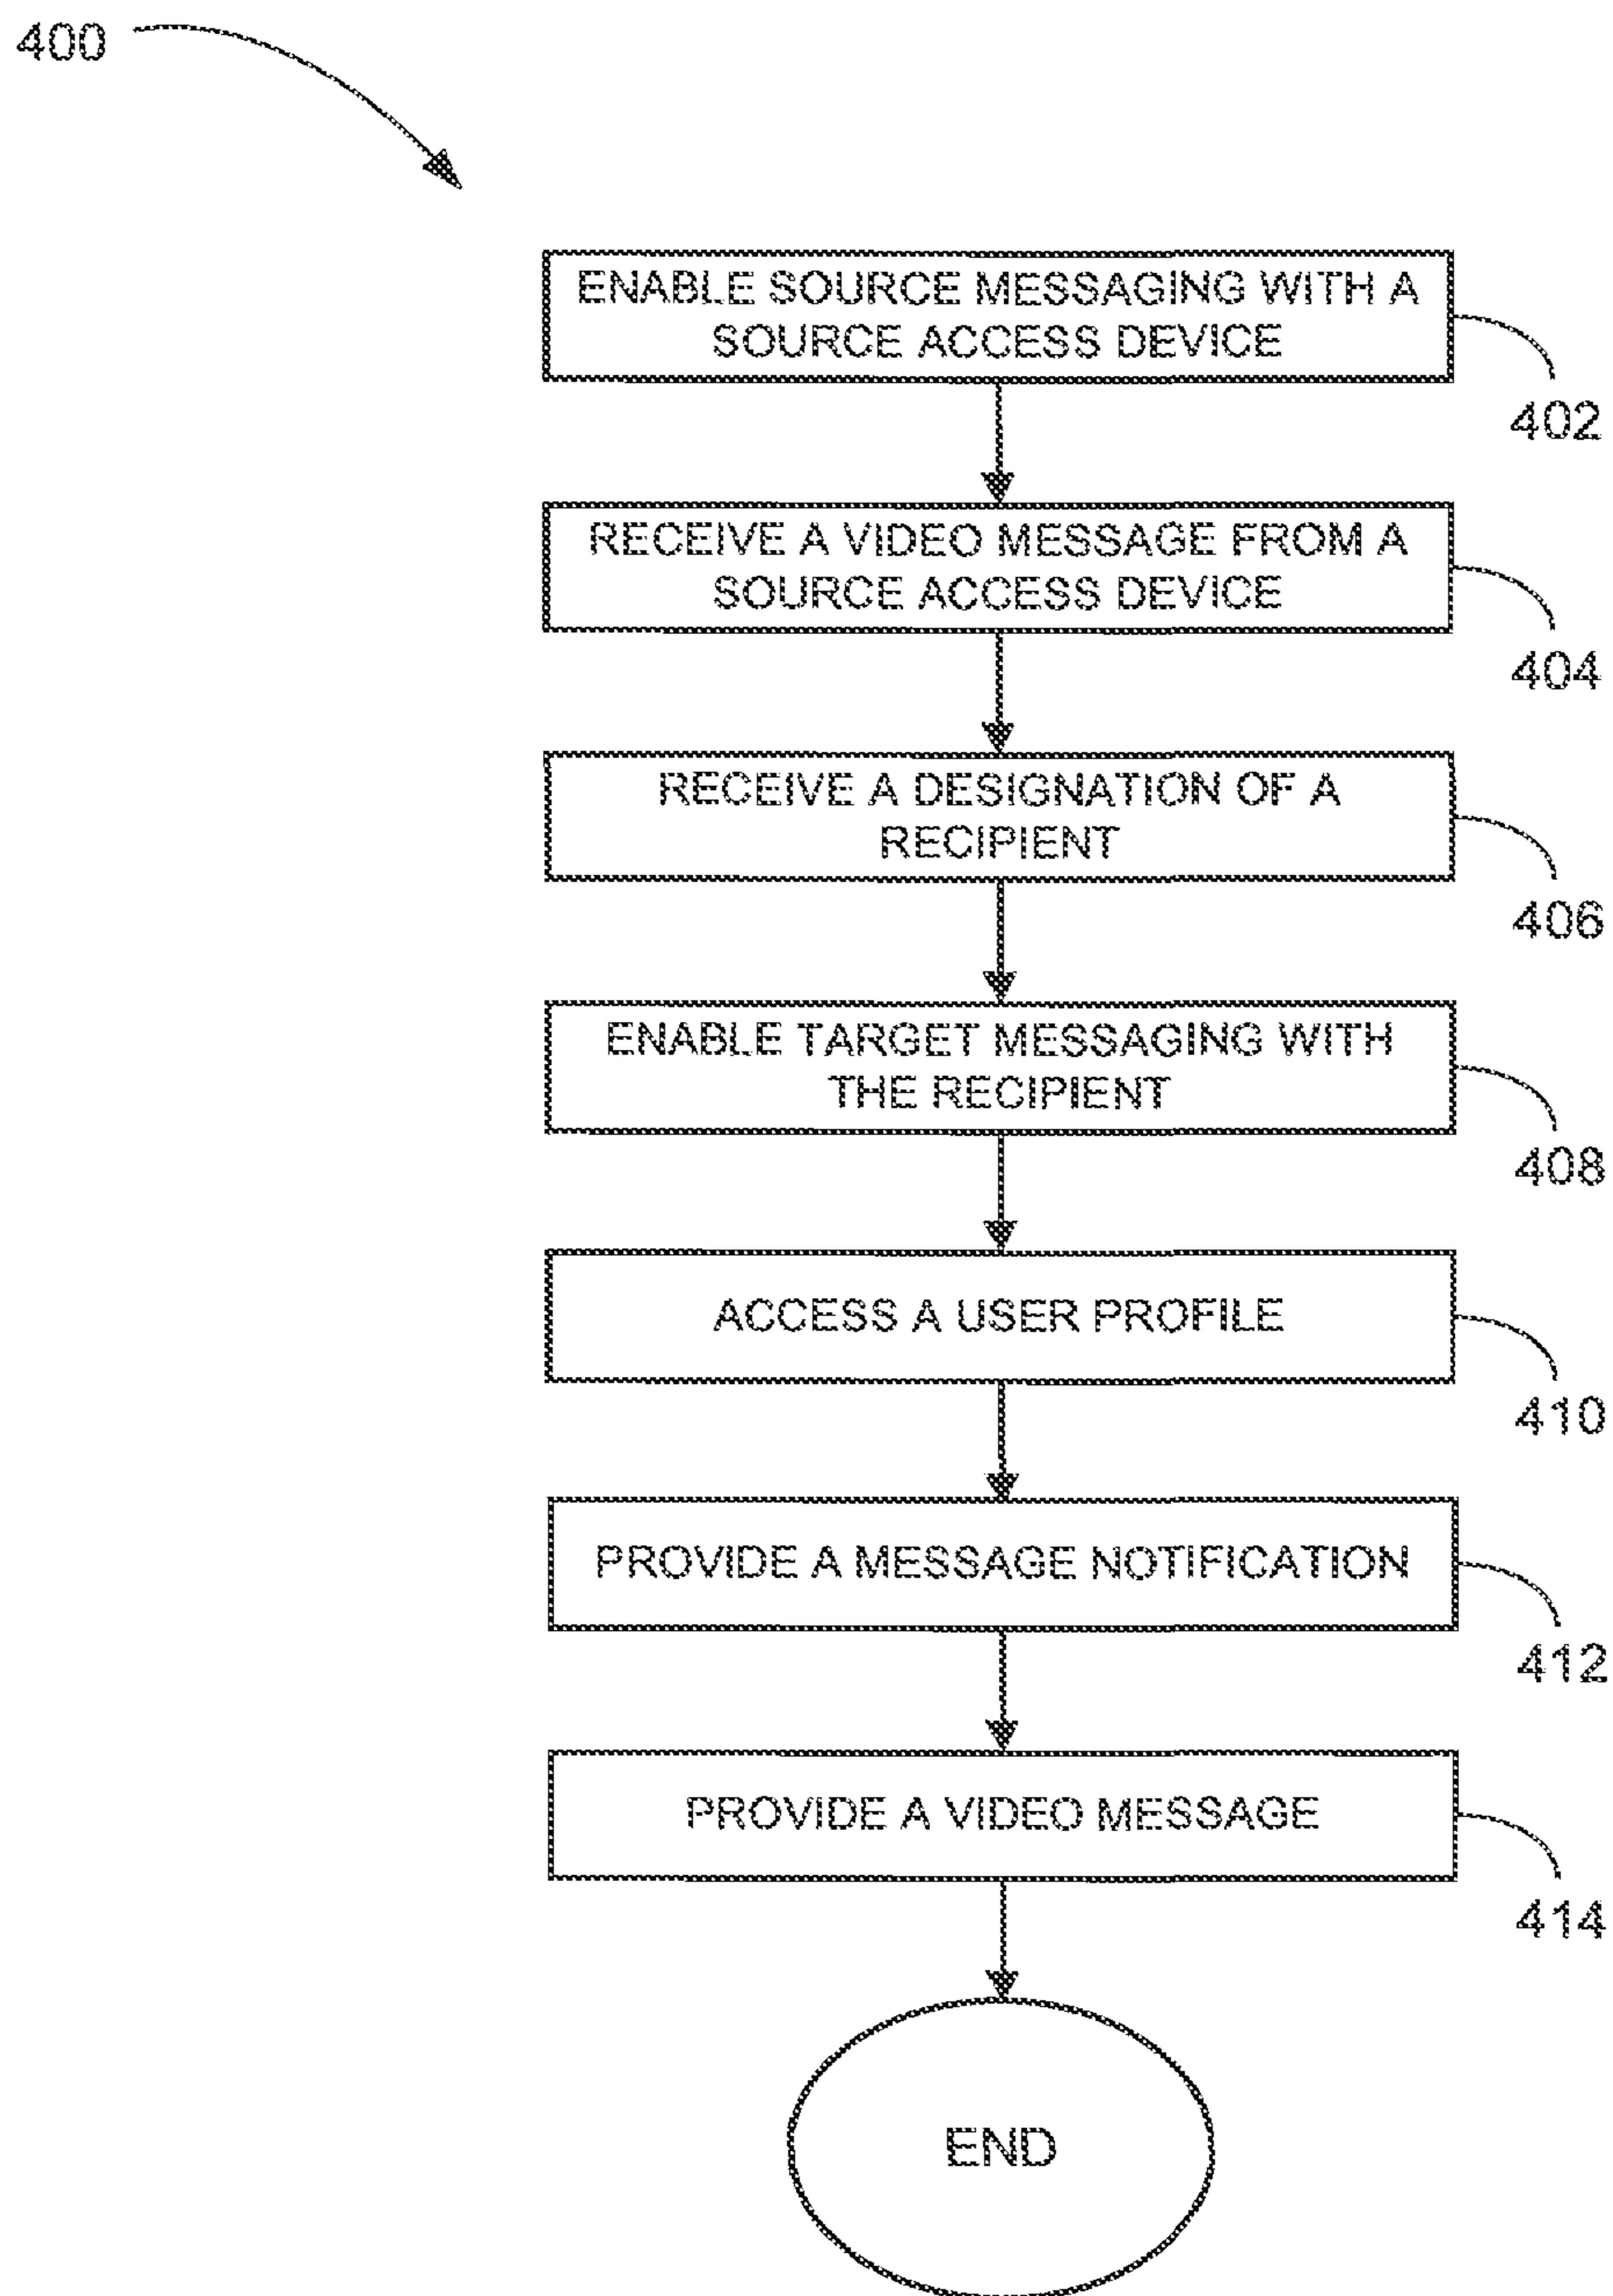 400
ENABLE SOURCE MESSAGING WITH A
SOURCE ACCESS DEVICE
402
RECEIVE A VIDEO MESSAGE FROM A
SOURCE ACCESS DEVICE
404
RECEIVE A DESIGNATION OF A
RECIPIENT
406
ENABLE TARGET MESSAGING WITH
THE RECIPIENT
408
ACCESS A USER PROFILE
410
PROVIDE A MESSAGE NOTIFICATION
412
PROVIDE A VIDEO MESSAGE
414
END